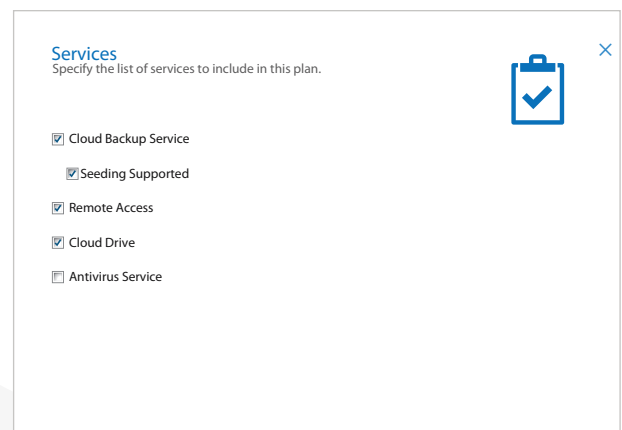 Services
Specify the list of services to include in this plan.
Cloud Backup Service
Seeding Supported
Remote Access
Cloud Drive
Antivirus Service